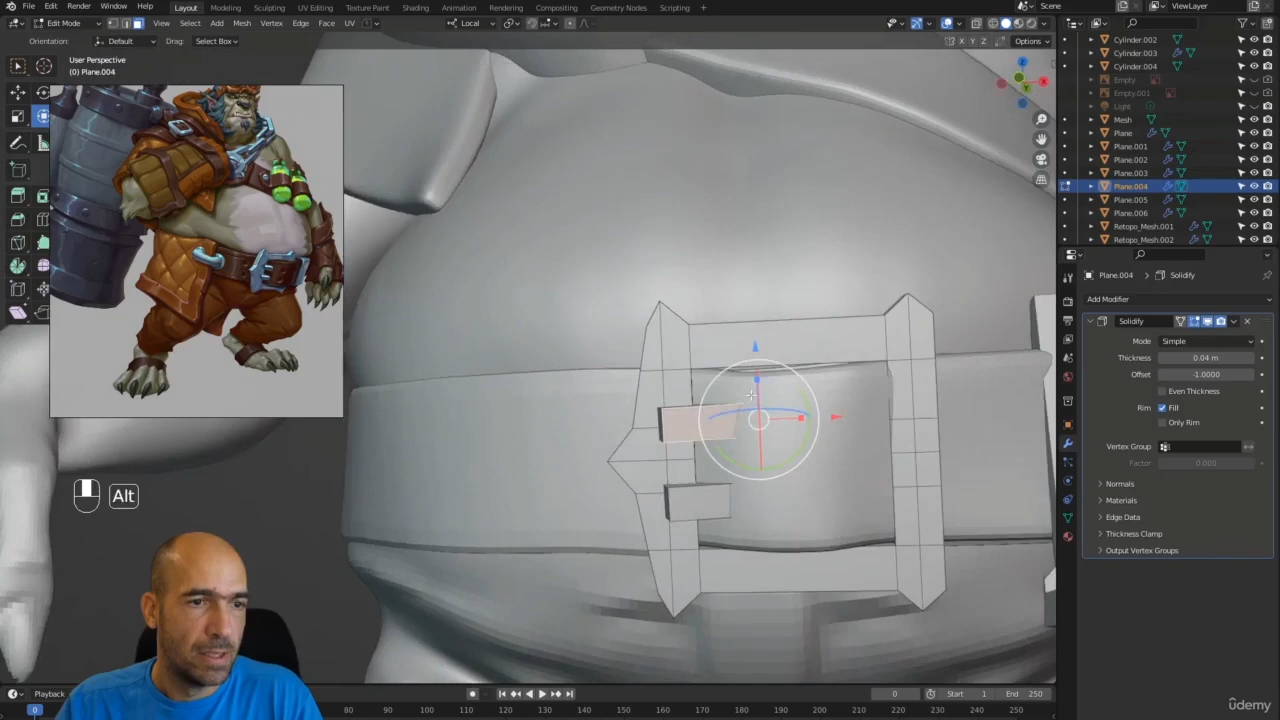 File Edit Render Window Help Layout Modeling Sculpting UV Editing Texture Paint Shading Animation Rendering Compositing Geometry Nodes Scripting + Scene ViewLayer
Edit Mode View Select Add Mesh Vertex Edge Face UV Local
Orientation: Default Drag: Select Box X Y Z Options
User Perspective
(0) Plane.004
Z
X
Y
Alt
Cylinder.002
Cylinder.003
Cylinder.004
Empty
Empty.001
Light
Mesh
Plane
Plane.001
Plane.002
Plane.003
Plane.004
Plane.005
Plane.006
Retopo_Mesh.001
Retopo_Mesh.002
Plane.004 > Solidify
Add Modifier
Solidify
Mode Simple
Thickness 0.04 m
Offset -1.0000
Even Thickness
Rim Fill
Only Rim
Vertex Group
Factor 0.000
Normals
Materials
Edge Data
Thickness Clamp
Output Vertex Groups
Playback 0 Start 1 End 250
0 80 90 100 110 120 130 140 150 160 170 180 190 200 210 220 230 240 250
ûdemy